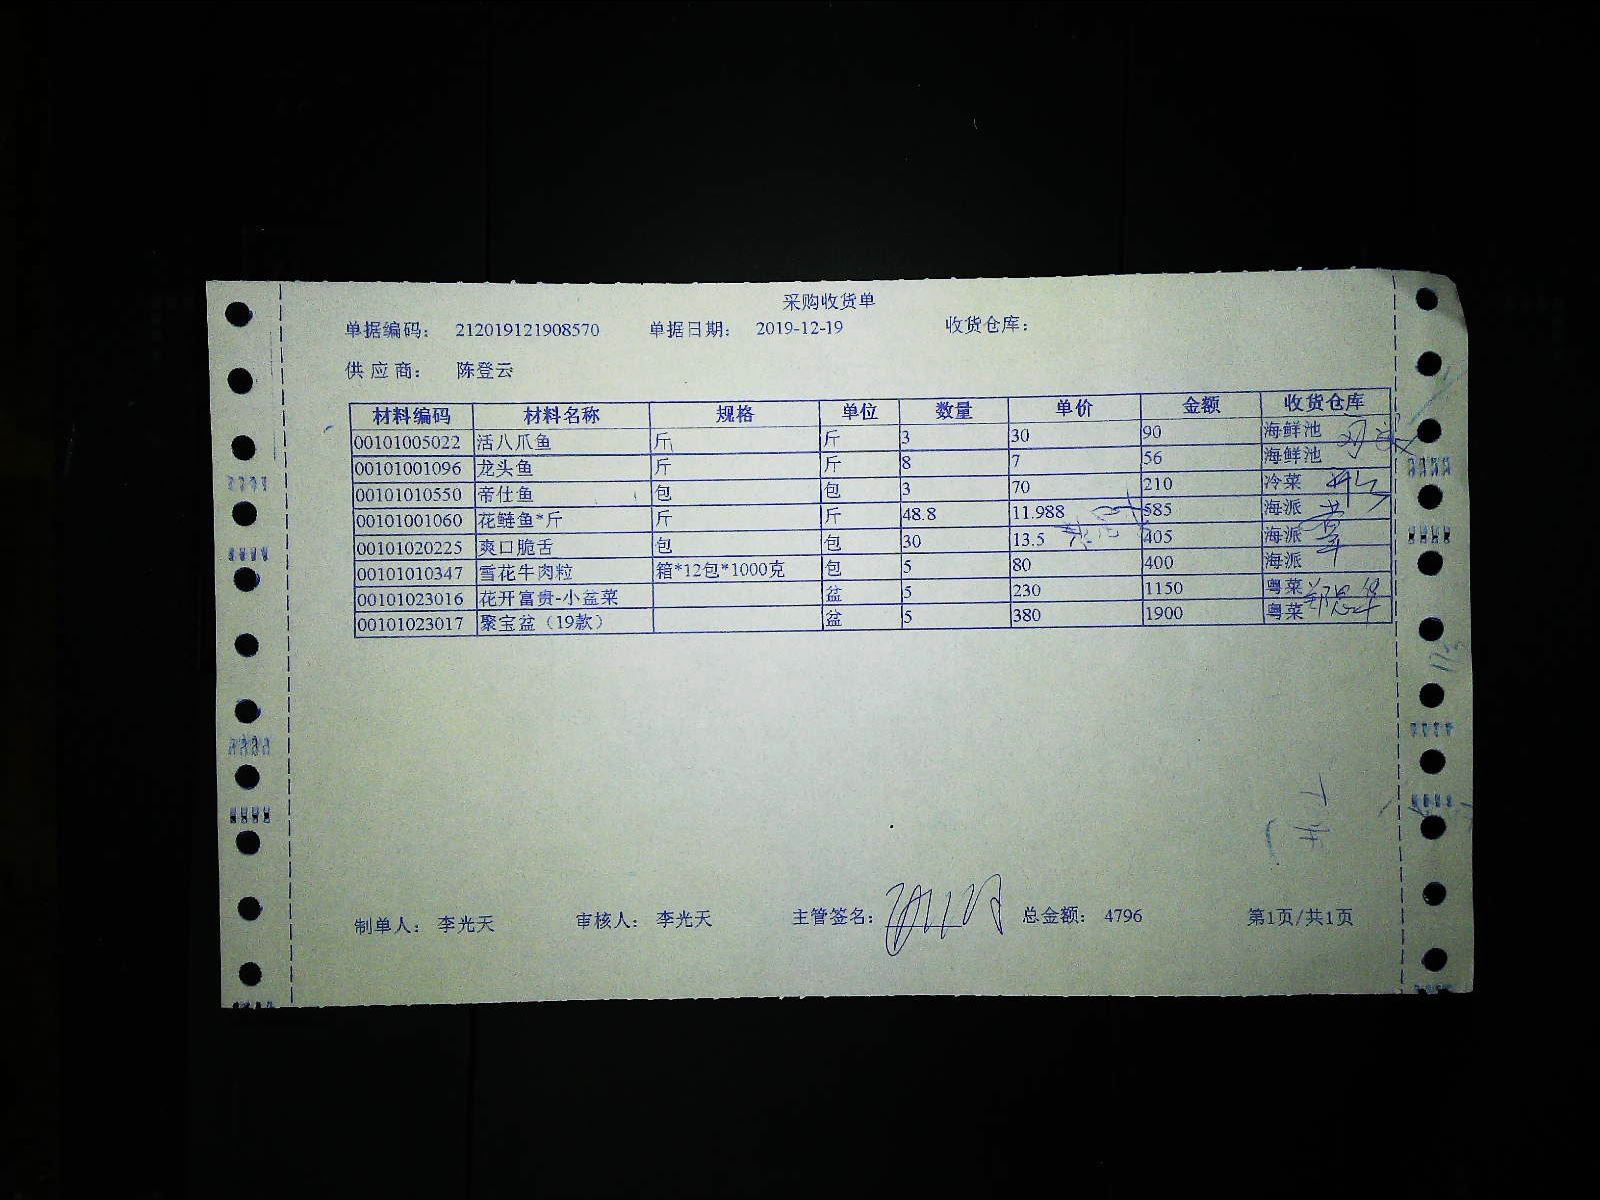 采购收货单
单据编码： 212019121908570 单据日期： 2019-12-19 收货仓库：
供 应 商： 陈登云
材料编码 材料名称 规格 单位 数量 单价 金额 收货仓库
00101005022 活八爪鱼 斤 斤 3 30 90 海鲜池
00101001096 龙头鱼 斤 斤 8 7 56 海鲜池
00101010550 帝仕鱼 包 包 3 70 210 冷菜
00101001060 花鲢鱼*斤 斤 斤 48.8 11.988 585 海派
00101020225 爽口脆舌 包 包 30 13.5 405 海派
00101010347 雪花牛肉粒 箱*12包*1000克 包 5 80 400 海派
00101023016 花开富贵-小盆菜 盆 5 230 1150 粤菜
00101023017 聚宝盆（19款） 盆 5 380 1900 粤菜
制单人： 李光天 审核人： 李光天 主管签名： 总金额： 4796 第1页/共1页